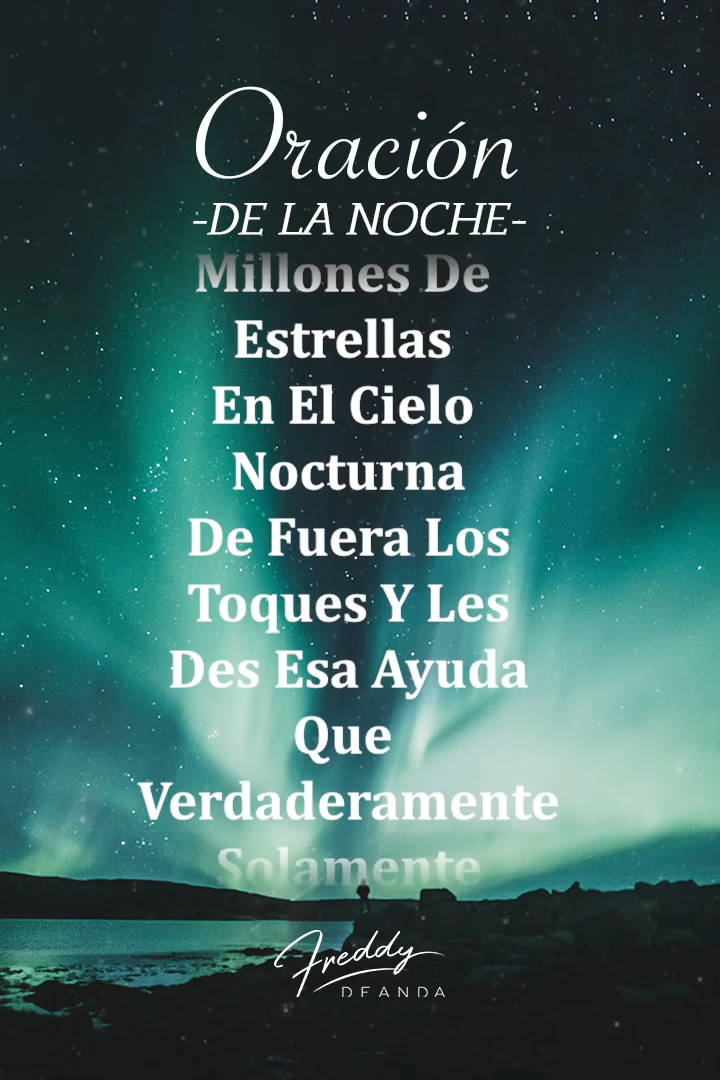 Oración
-DE LA NOCHE-
Millones De
Estrellas
En El Cielo
Nocturna
De Fuera Los
Toques Y Les
Des Esa Ayuda
Que
Verdaderamente
Solamente
Freddy
DEANDA